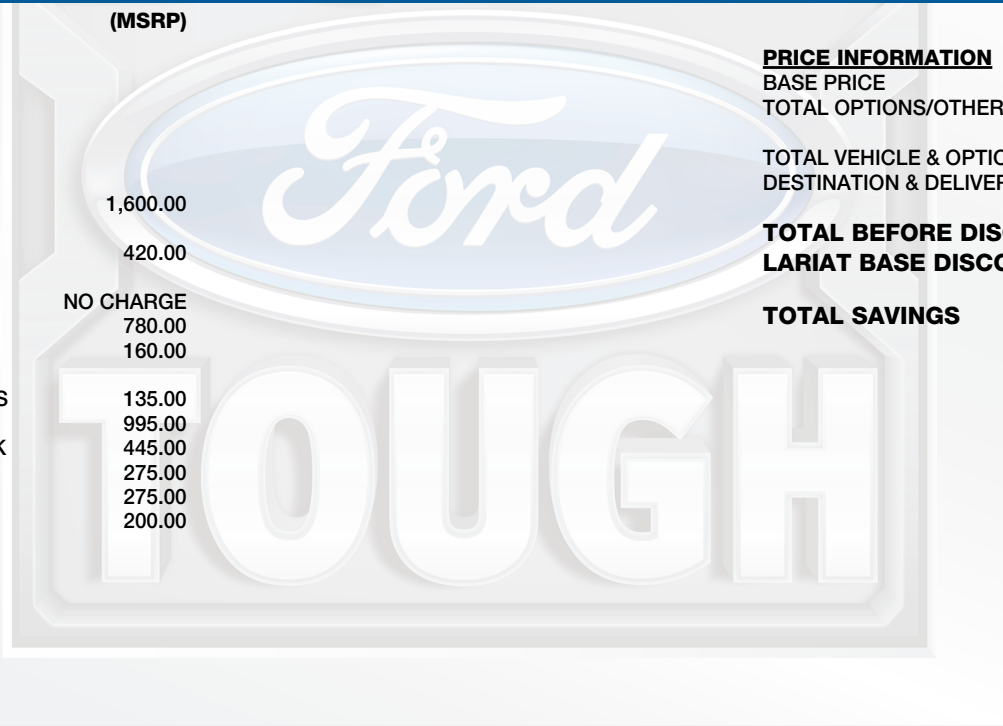 (MSRP)
1,600.00
420.00
NO CHARGE
780.00
160.00
S 135.00
995.00
K 445.00
275.00
275.00
200.00
PRICE INFORMATION
BASE PRICE
TOTAL OPTIONS/OTHER
TOTAL VEHICLE & OPTIO
DESTINATION & DELIVER
TOTAL BEFORE DISC
LARIAT BASE DISCO
TOTAL SAVINGS
Ford
TOUGH